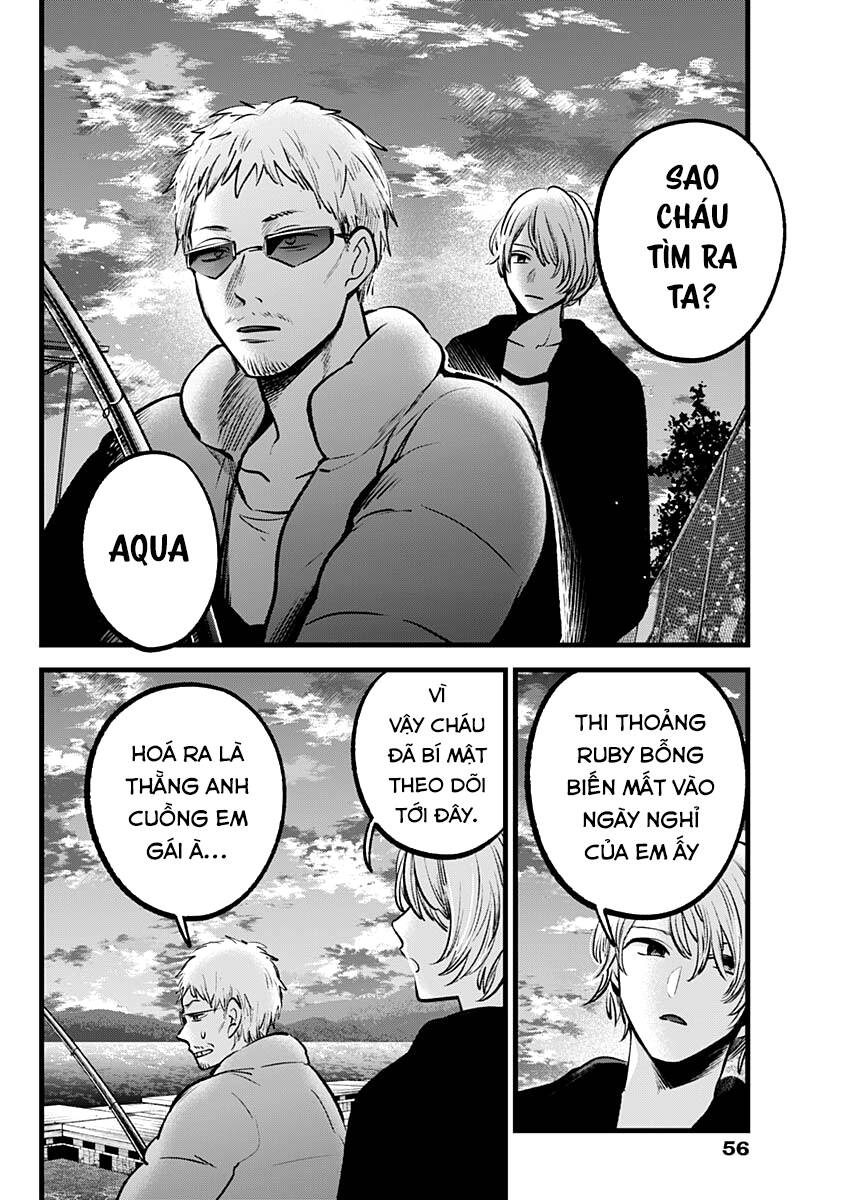 SAO
CHÁU
TÌM RA
TA?
AQUA
THI THOẢNG
RUBY BỖNG
BIẾN MẤT VÀO
NGÀY NGHỈ
CỦA EM ẤY
VÌ
VẬY CHÁU
ĐÃ BÍ MẬT
THEO DÕI
TỚI ĐÂY.
HOÁ RA LÀ
THẰNG ANH
CUỒNG EM
GÁI À...
56